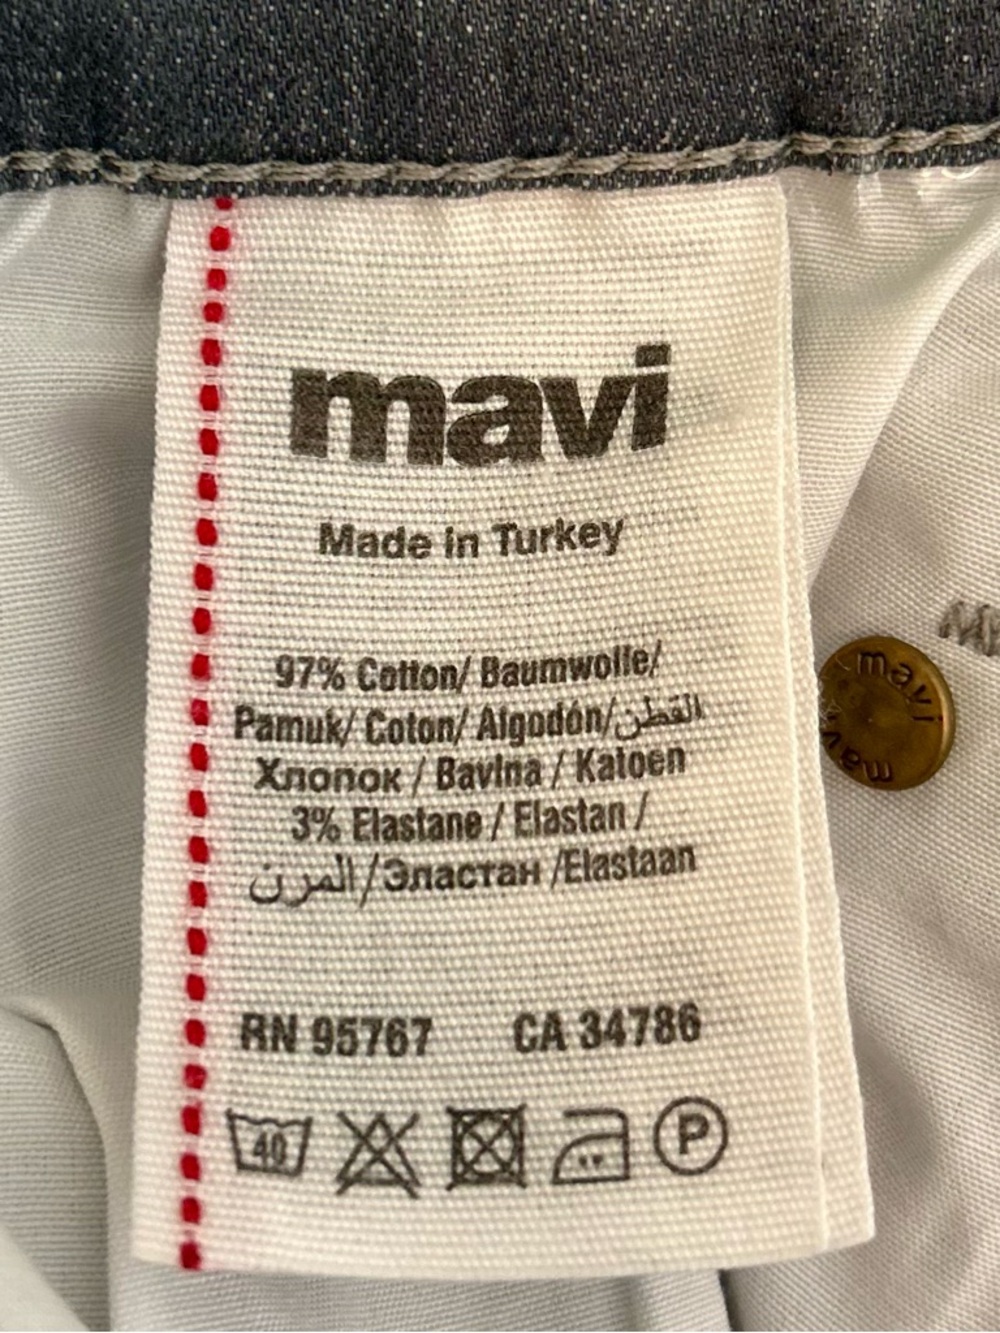 mavi
Made in Turkey
97% Cotton/ Baumwolle/
Pamuk/ Coton/ Algodón/القطن
Хлопок / Bavlna / Katoen
3% Elastane / Elastan /
المرن/Эластан /Elastaan
RN 95767 CA 34786
40 P
mavi
mavi